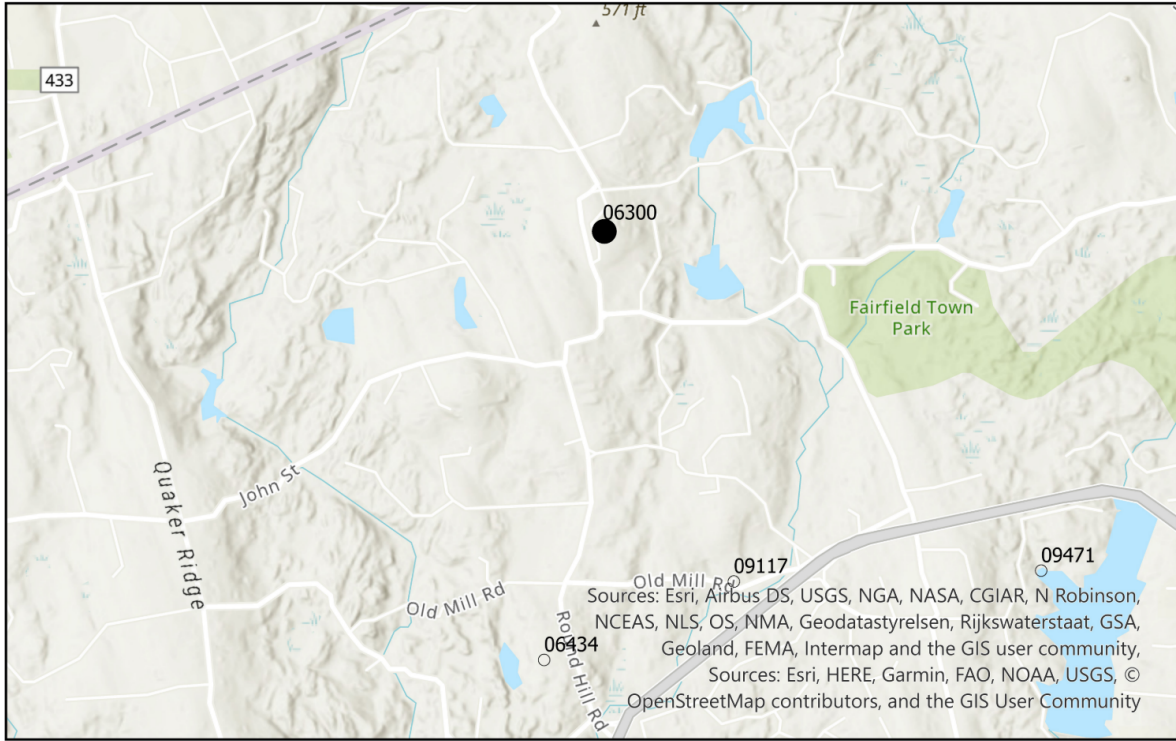 571 ft
433
06300
Fairfield Town
Park
John St
Quaker Ridge
09471
09117
Old Mill Rd
Old Mill Rd
Sources: Esri, Airbus DS, USGS, NGA, NASA, CGIAR, N Robinson,
NCEAS, NLS, OS, NMA, Geodatastyrelsen, Rijkswaterstaat, GSA,
Geoland, FEMA, Intermap and the GIS user community,
Sources: Esri, HERE, Garmin, FAO, NOAA, USGS, ©
OpenStreetMap contributors, and the GIS User Community
Round Hill Rd
06434